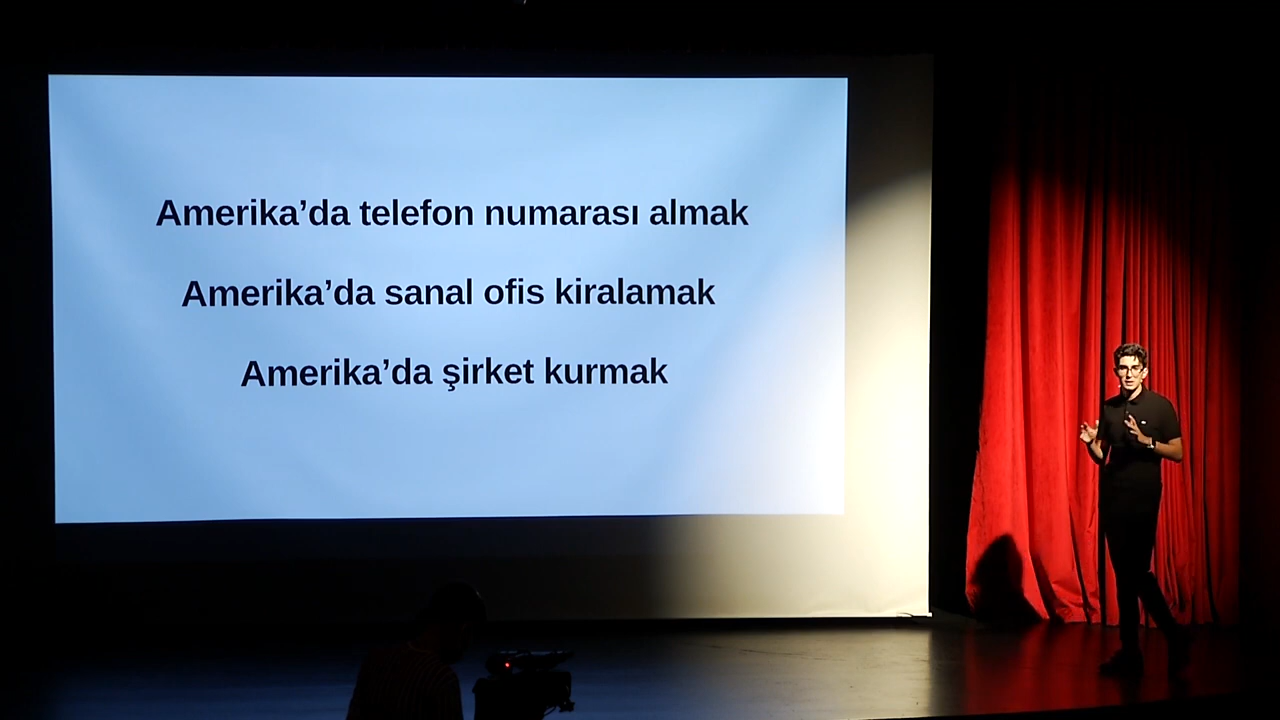 Amerika’da telefon numarası almak
Amerika’da sanal ofis kiralamak
Amerika’da şirket kurmak